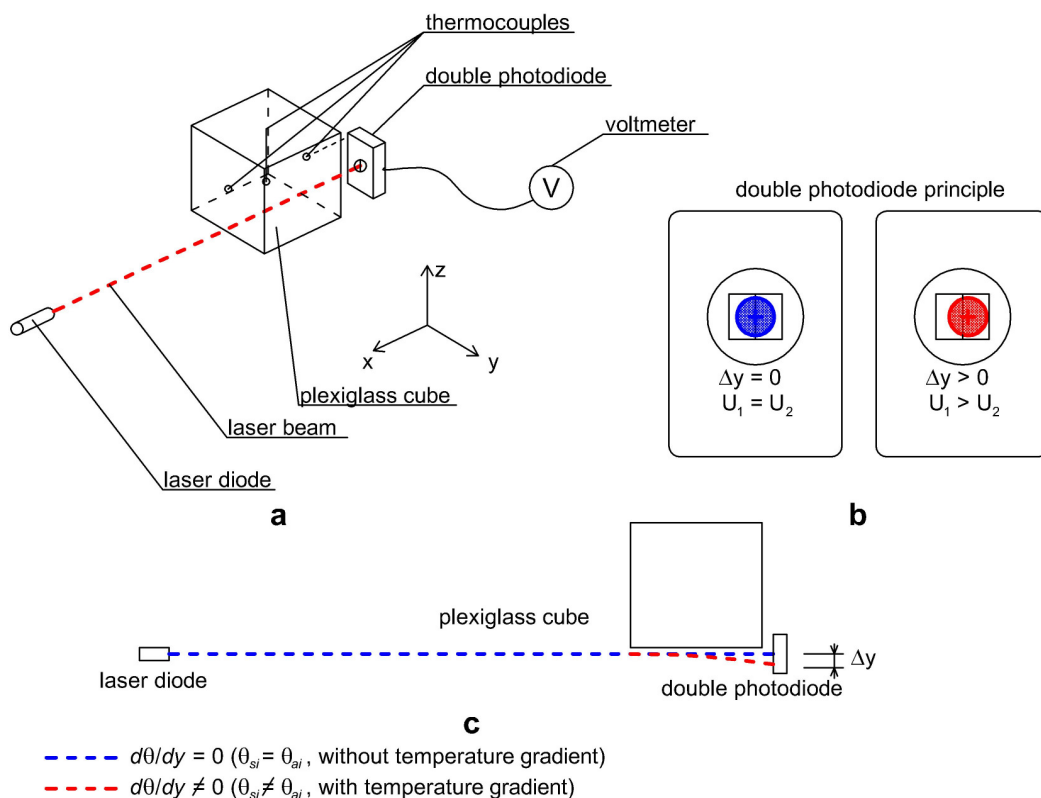 thermocouples
double photodiode
voltmeter
V
double photodiode principle
z
x
y
plexiglass cube
laser beam
laser diode
a
Δy = 0
U₁ = U₂
Δy > 0
U₁ > U₂
b
plexiglass cube
laser diode
double photodiode
Δy
c
dθ/dy = 0 (θsi = θai , without temperature gradient)
dθ/dy ≠ 0 (θsi ≠ θai , with temperature gradient)